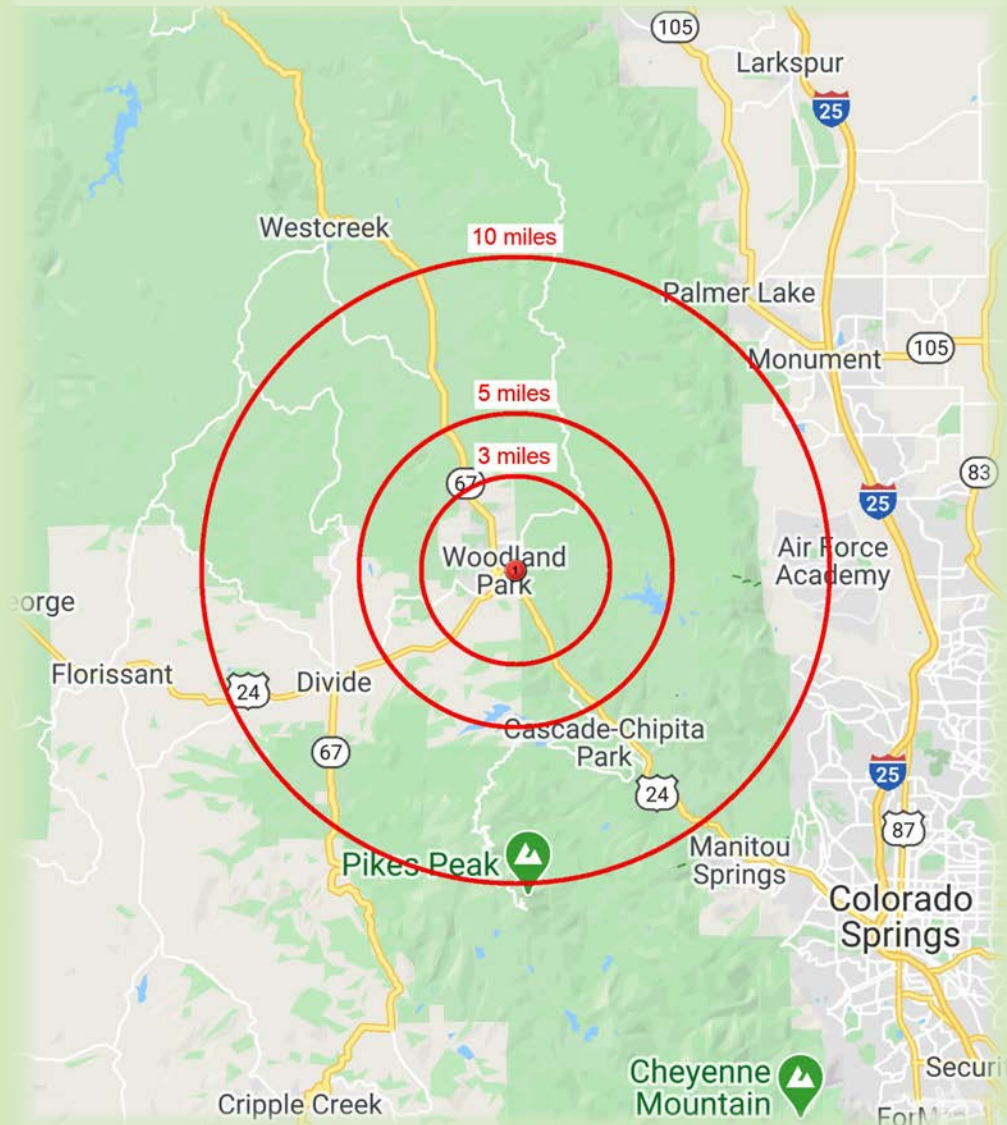 105
Larkspur
25
Westcreek
10 miles
Palmer Lake
Monument
105
5 miles
3 miles
67
83
25
Woodland
Park
1
Air Force
Academy
eorge
Florissant
24
Divide
67
Cascade-Chipita
Park
24
25
87
Pikes Peak
Manitou
Springs
Colorado
Springs
Cheyenne
Mountain
Securi
Cripple Creek